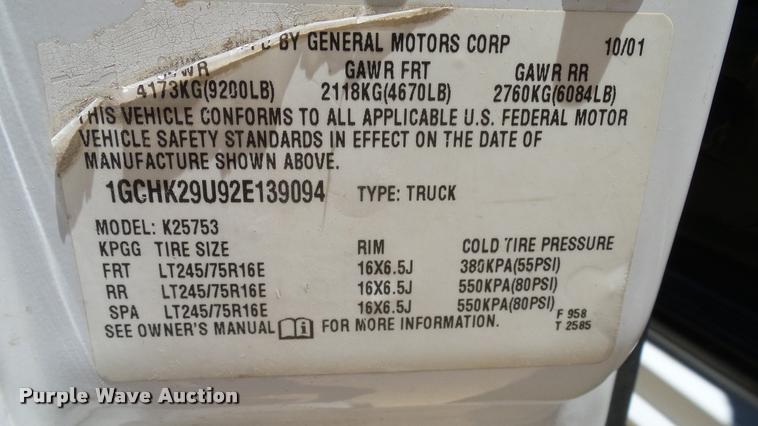 MFD BY GENERAL MOTORS CORP 10/01
GVWR GAWR FRT GAWR RR
4173KG(9200LB) 2118KG(4670LB) 2760KG(6084LB)
THIS VEHICLE CONFORMS TO ALL APPLICABLE U.S. FEDERAL MOTOR
VEHICLE SAFETY STANDARDS IN EFFECT ON THE DATE OF
MANUFACTURE SHOWN ABOVE.
1GCHK29U92E139094 TYPE: TRUCK
MODEL: K25753
KPGG TIRE SIZE RIM COLD TIRE PRESSURE
FRT LT245/75R16E 16X6.5J 380KPA(55PSI)
RR LT245/75R16E 16X6.5J 550KPA(80PSI)
SPA LT245/75R16E 16X6.5J 550KPA(80PSI)
SEE OWNER'S MANUAL i FOR MORE INFORMATION.
F 958
T 2585
Purple Wave Auction